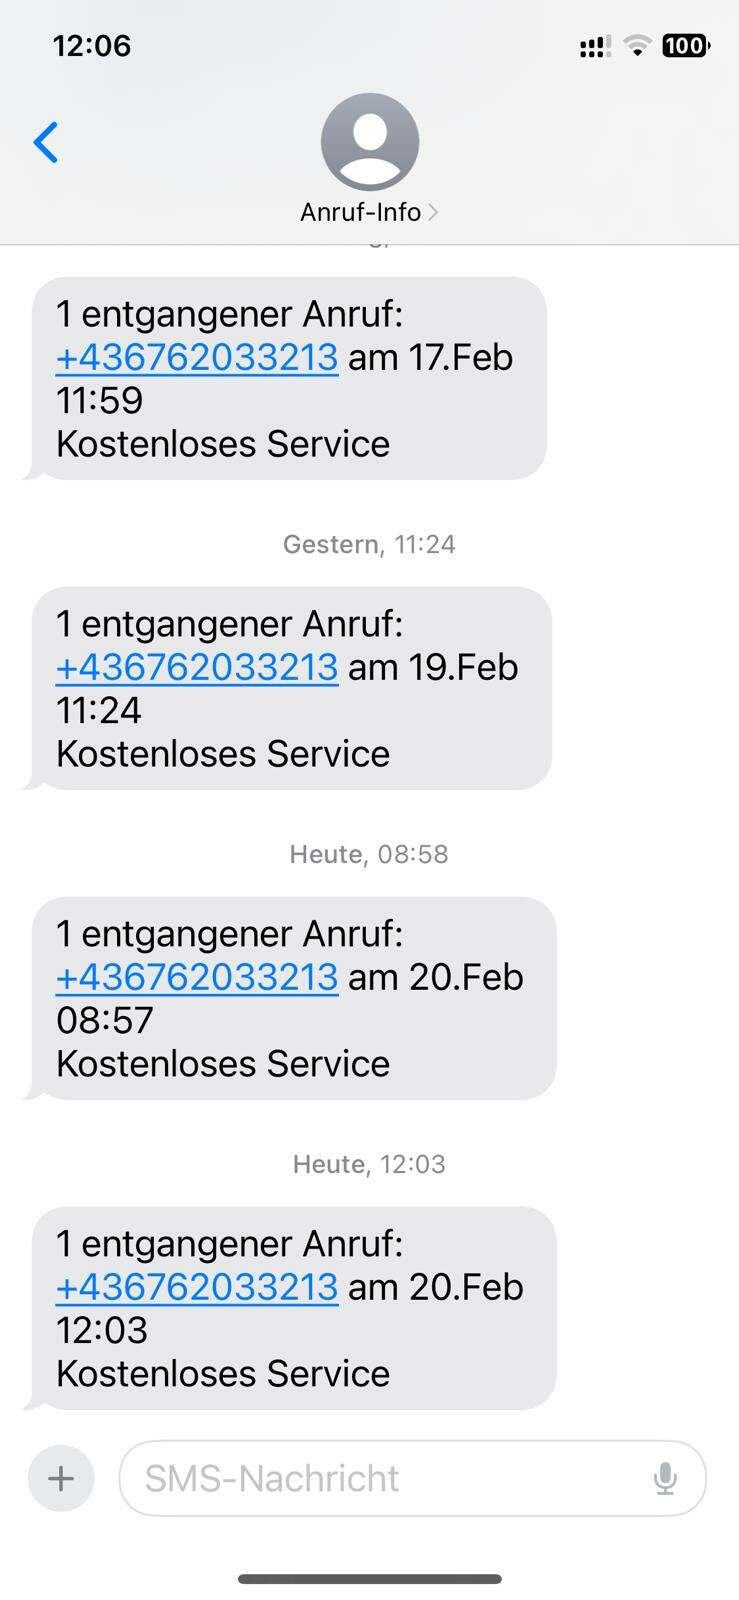 12:06
100
Anruf-Info
1 entgangener Anruf:
+436762033213 am 17.Feb
11:59
Kostenloses Service
Gestern, 11:24
1 entgangener Anruf:
+436762033213 am 19.Feb
11:24
Kostenloses Service
Heute, 08:58
1 entgangener Anruf:
+436762033213 am 20.Feb
08:57
Kostenloses Service
Heute, 12:03
1 entgangener Anruf:
+436762033213 am 20.Feb
12:03
Kostenloses Service
SMS-Nachricht